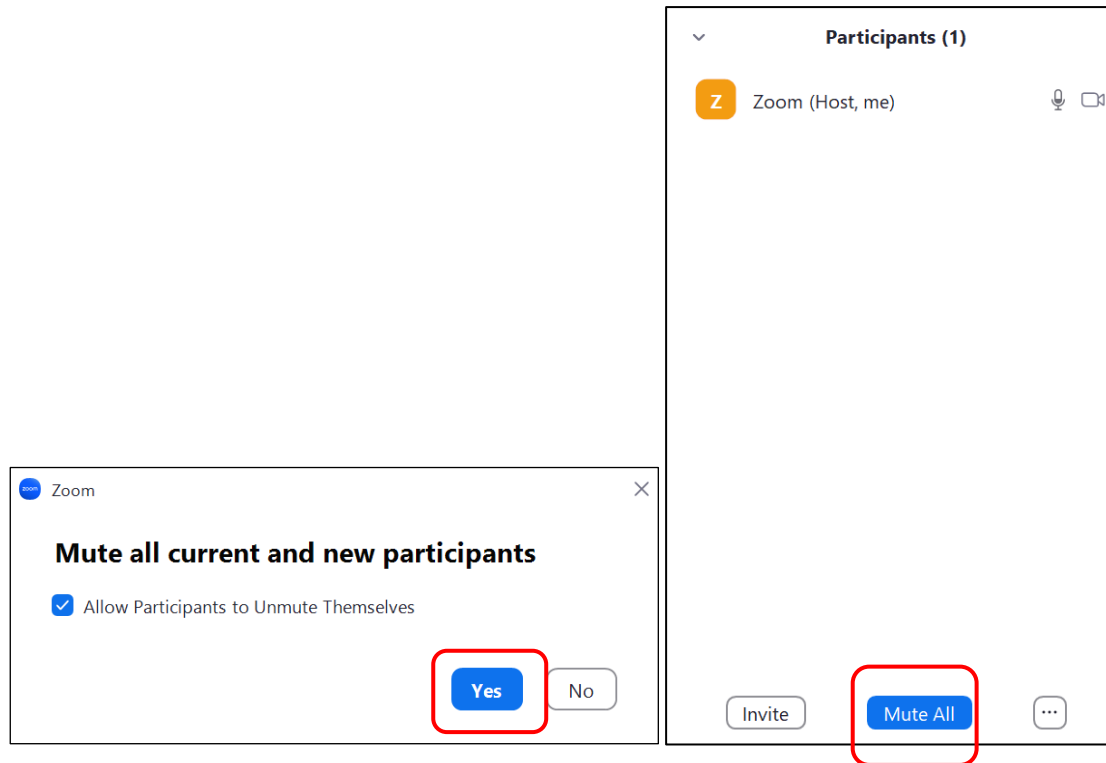 Participants (1)
Z Zoom (Host, me)
zoom Zoom
Mute all current and new participants
Allow Participants to Unmute Themselves
Yes No
Invite Mute All ...